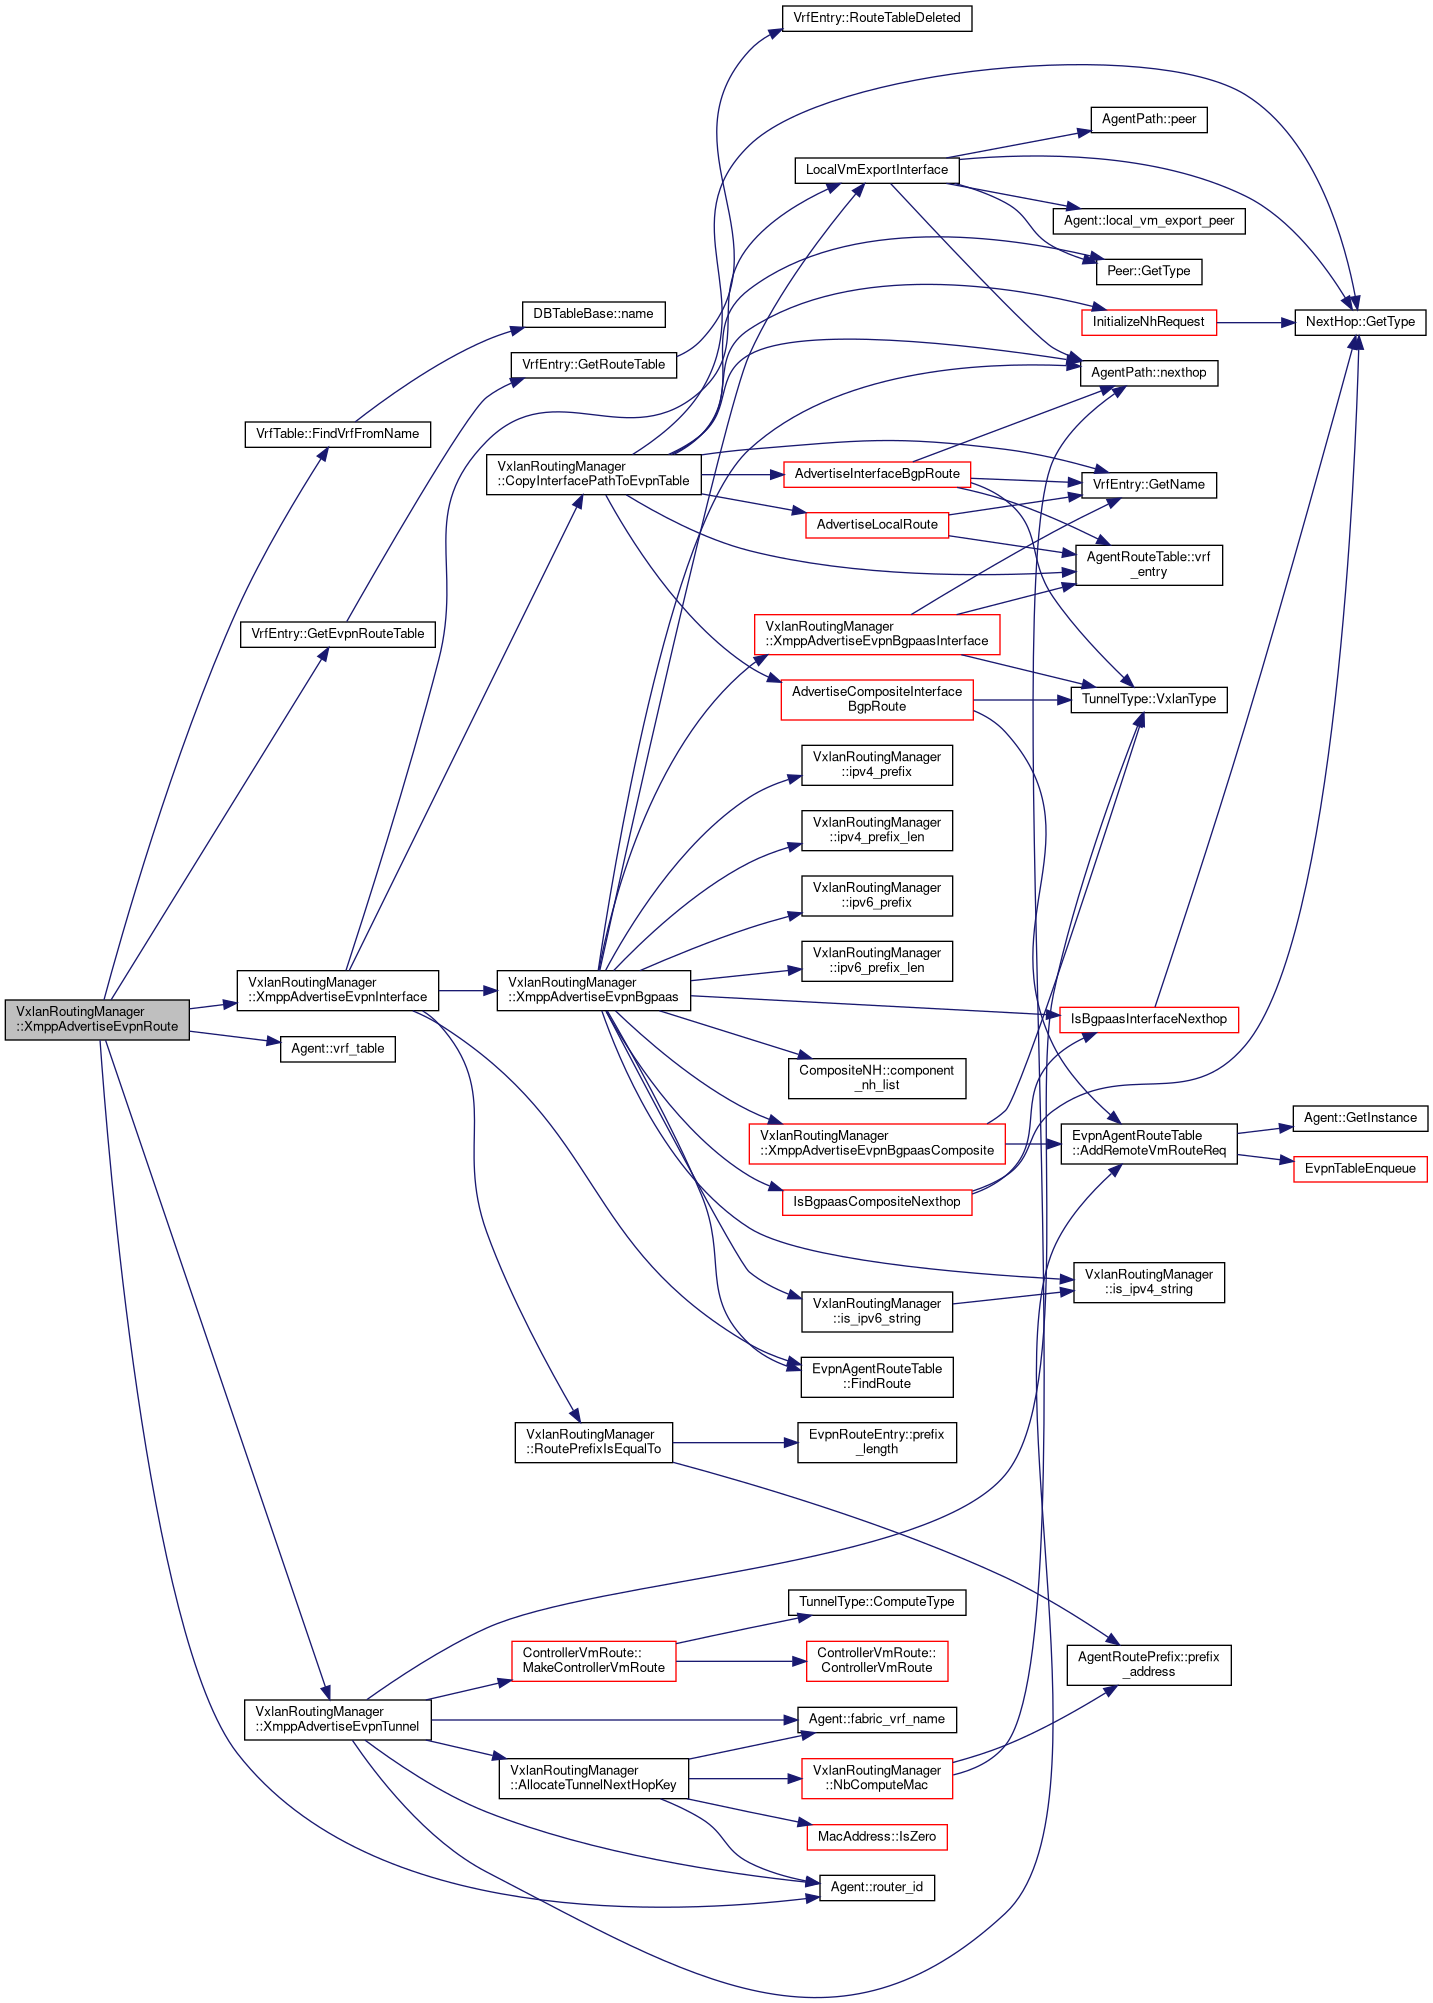 VrfEntry::RouteTableDeleted
AgentPath::peer
LocalVmExportInterface
Agent::local_vm_export_peer
Peer::GetType
DBTableBase::name
InitializeNhRequest
NextHop::GetType
VrfEntry::GetRouteTable
AgentPath::nexthop
VrfTable::FindVrfFromName
VxlanRoutingManager
::CopyInterfacePathToEvpnTable
AdvertiseInterfaceBgpRoute
VrfEntry::GetName
AdvertiseLocalRoute
AgentRouteTable::vrf
_entry
VrfEntry::GetEvpnRouteTable
VxlanRoutingManager
::XmppAdvertiseEvpnBgpaasInterface
AdvertiseCompositeInterface
BgpRoute
TunnelType::VxlanType
VxlanRoutingManager
::ipv4_prefix
VxlanRoutingManager
::ipv4_prefix_len
VxlanRoutingManager
::ipv6_prefix
VxlanRoutingManager
::ipv6_prefix_len
VxlanRoutingManager
::XmppAdvertiseEvpnInterface
VxlanRoutingManager
::XmppAdvertiseEvpnBgpaas
VxlanRoutingManager
::XmppAdvertiseEvpnRoute
IsBgpaasInterfaceNexthop
Agent::vrf_table
CompositeNH::component
_nh_list
VxlanRoutingManager
::XmppAdvertiseEvpnBgpaasComposite
EvpnAgentRouteTable
::AddRemoteVmRouteReq
Agent::GetInstance
EvpnTableEnqueue
IsBgpaasCompositeNexthop
VxlanRoutingManager
::is_ipv4_string
VxlanRoutingManager
::is_ipv6_string
EvpnAgentRouteTable
::FindRoute
VxlanRoutingManager
::RoutePrefixIsEqualTo
EvpnRouteEntry::prefix
_length
TunnelType::ComputeType
ControllerVmRoute::
MakeControllerVmRoute
ControllerVmRoute::
ControllerVmRoute
AgentRoutePrefix::prefix
_address
VxlanRoutingManager
::XmppAdvertiseEvpnTunnel
Agent::fabric_vrf_name
VxlanRoutingManager
::AllocateTunnelNextHopKey
VxlanRoutingManager
::NbComputeMac
MacAddress::IsZero
Agent::router_id